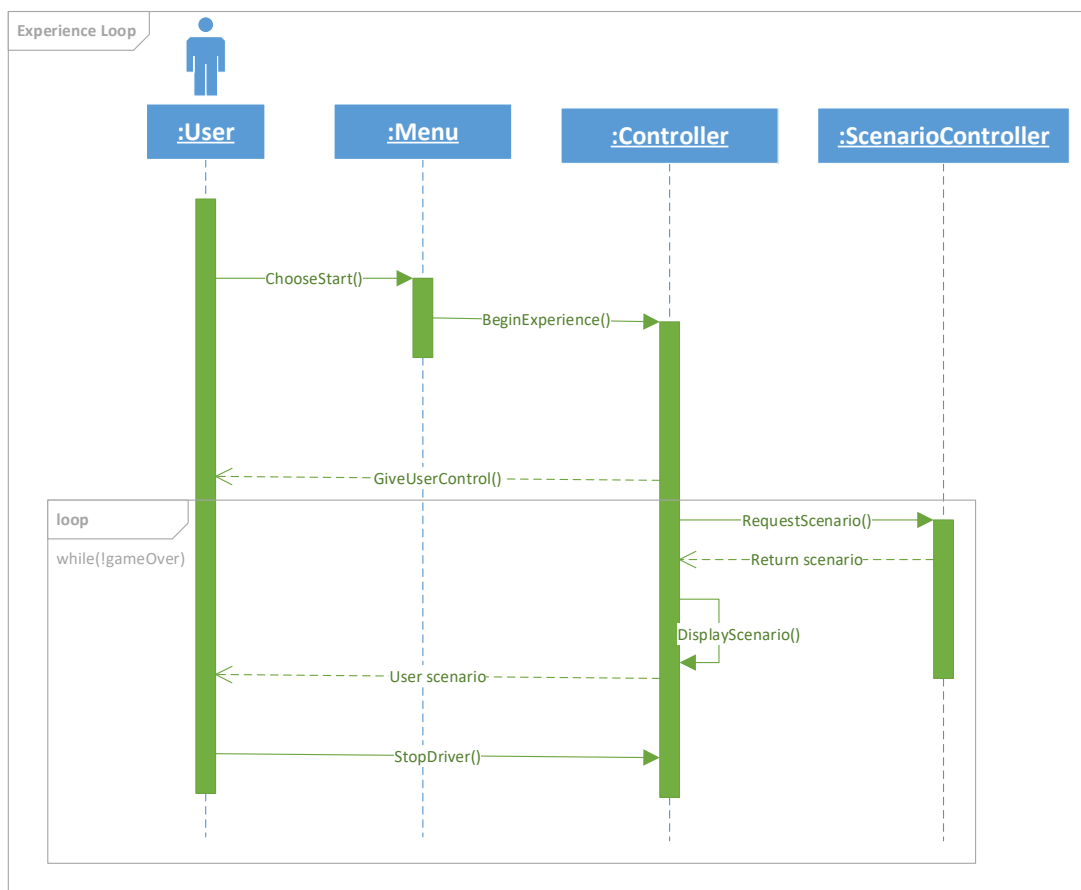 Experience Loop
:User
:Menu
:Controller
:ScenarioController
ChooseStart()
BeginExperience()
GiveUserControl()
loop
while(!gameOver)
RequestScenario()
Return scenario
DisplayScenario()
User scenario
StopDriver()